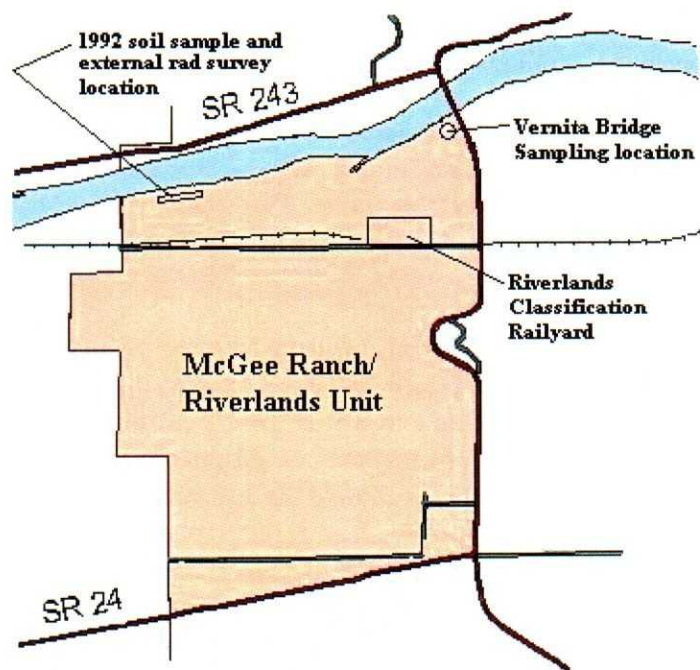 1992 soil sample and
external rad survey
location
SR 243
Vernita Bridge
Sampling location
Riverlands
Classification
Railyard
McGee Ranch/
Riverlands Unit
SR 24